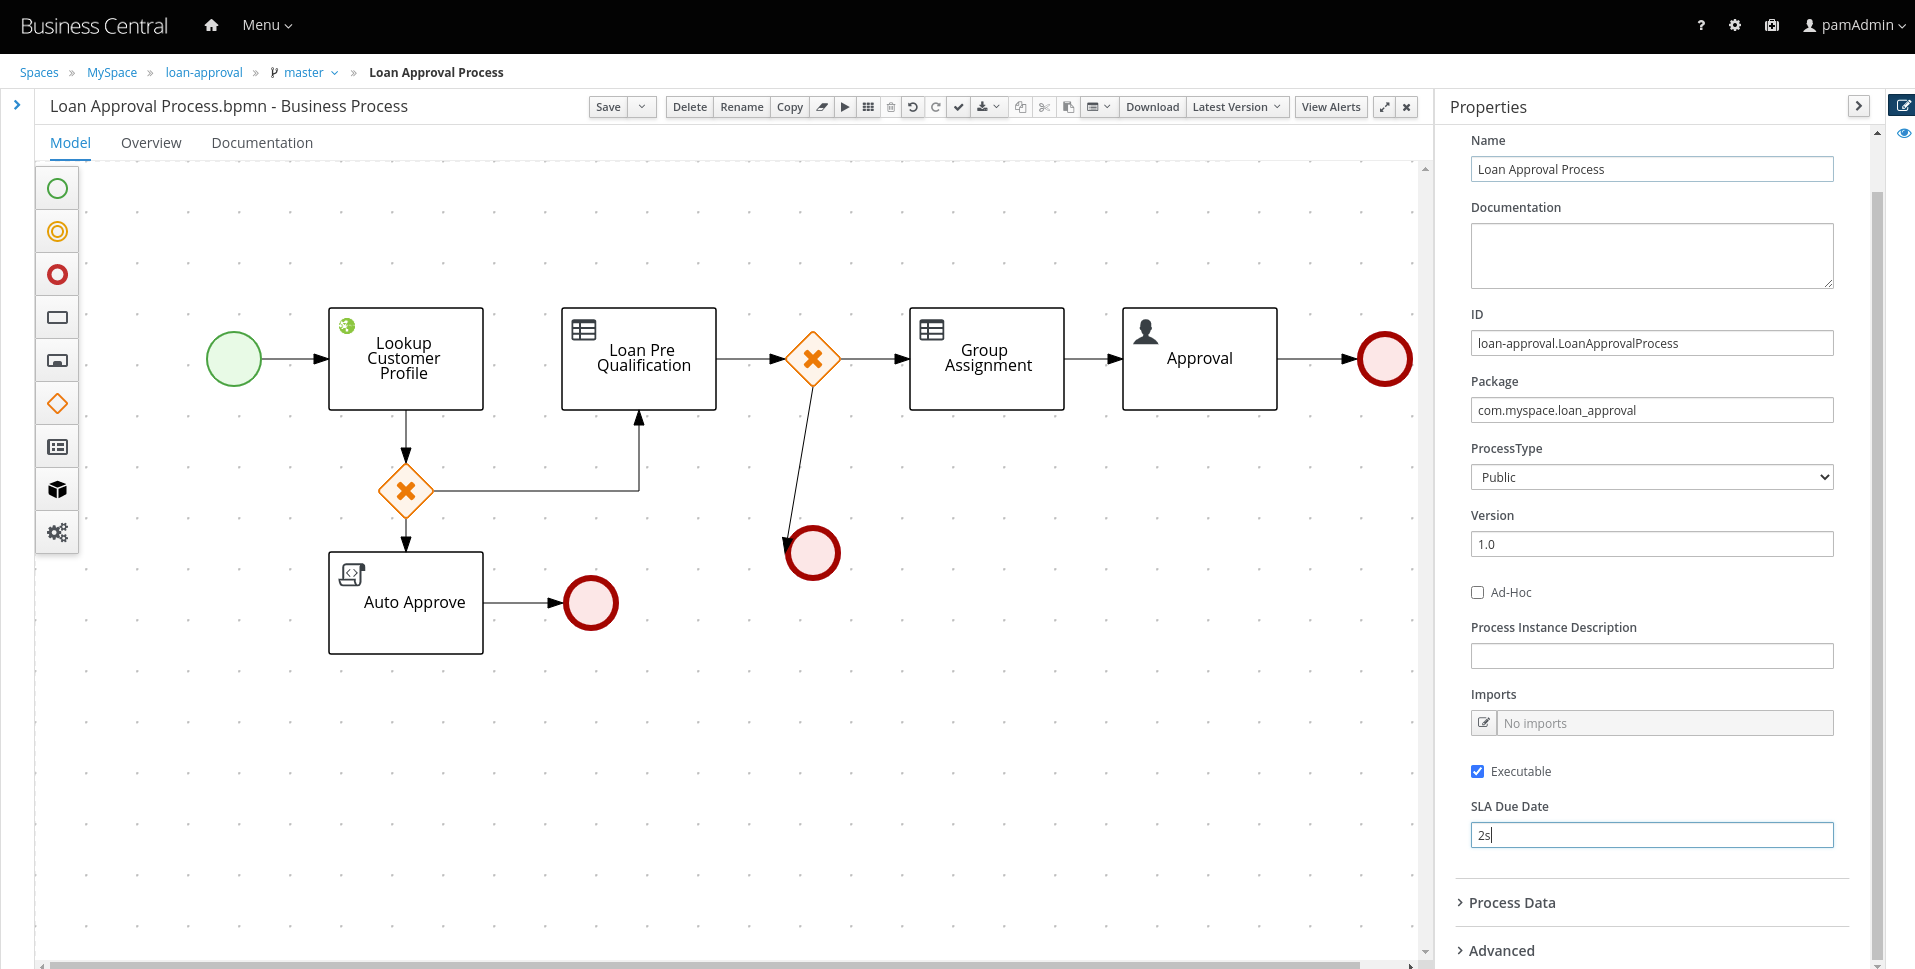 Business Central
Menu
?
pamAdmin
Spaces » MySpace » loan-approval » master » Loan Approval Process
Loan Approval Process.bpmn - Business Process
Save
Delete
Rename
Copy
Download
Latest Version
View Alerts
Model
Overview
Documentation
Lookup
Customer
Profile
Loan Pre
Qualification
Group
Assignment
Approval
Auto Approve
Properties
Name
Loan Approval Process
Documentation
ID
loan-approval.LoanApprovalProcess
Package
com.myspace.loan_approval
ProcessType
Public
Version
1.0
Ad-Hoc
Process Instance Description
Imports
No imports
Executable
SLA Due Date
2s
Process Data
Advanced